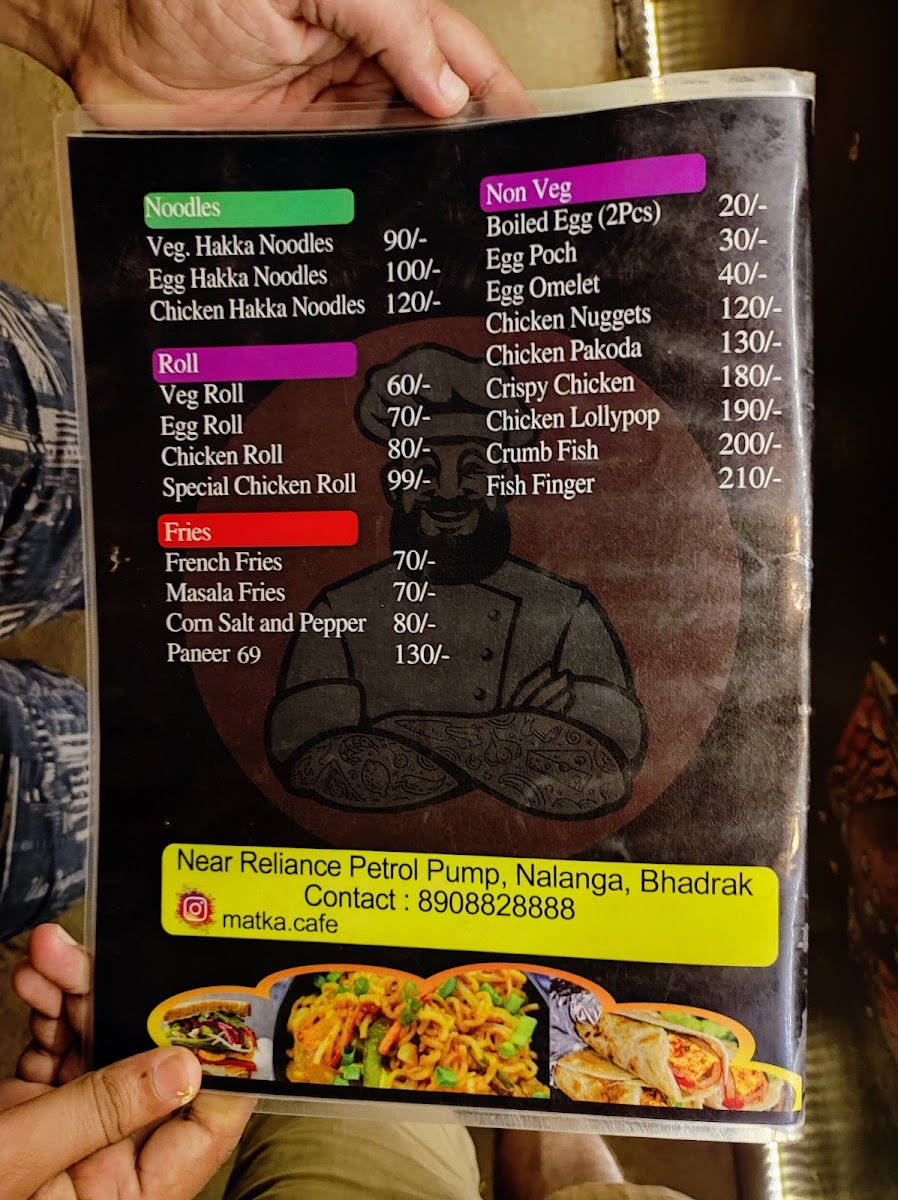 Noodles
Veg. Hakka Noodles 90/-
Egg Hakka Noodles 100/-
Chicken Hakka Noodles 120/-
Roll
Veg Roll 60/-
Egg Roll 70/-
Chicken Roll 80/-
Special Chicken Roll 99/-
Fries
French Fries 70/-
Masala Fries 70/-
Corn Salt and Pepper 80/-
Paneer 69 130/-
Non Veg
Boiled Egg (2Pcs) 20/-
Egg Poch 30/-
Egg Omelet 40/-
Chicken Nuggets 120/-
Chicken Pakoda 130/-
Crispy Chicken 180/-
Chicken Lollypop 190/-
Crumb Fish 200/-
Fish Finger 210/-
Near Reliance Petrol Pump, Nalanga, Bhadrak
Contact : 8908828888
matka.cafe